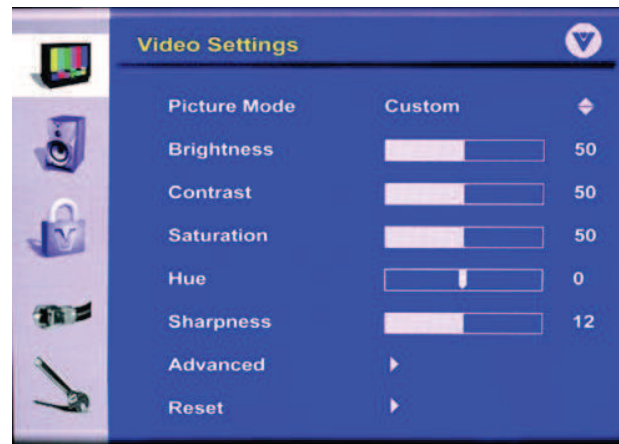 Video Settings
Picture Mode Custom
Brightness 50
Contrast 50
Saturation 50
Hue 0
Sharpness 12
Advanced
Reset